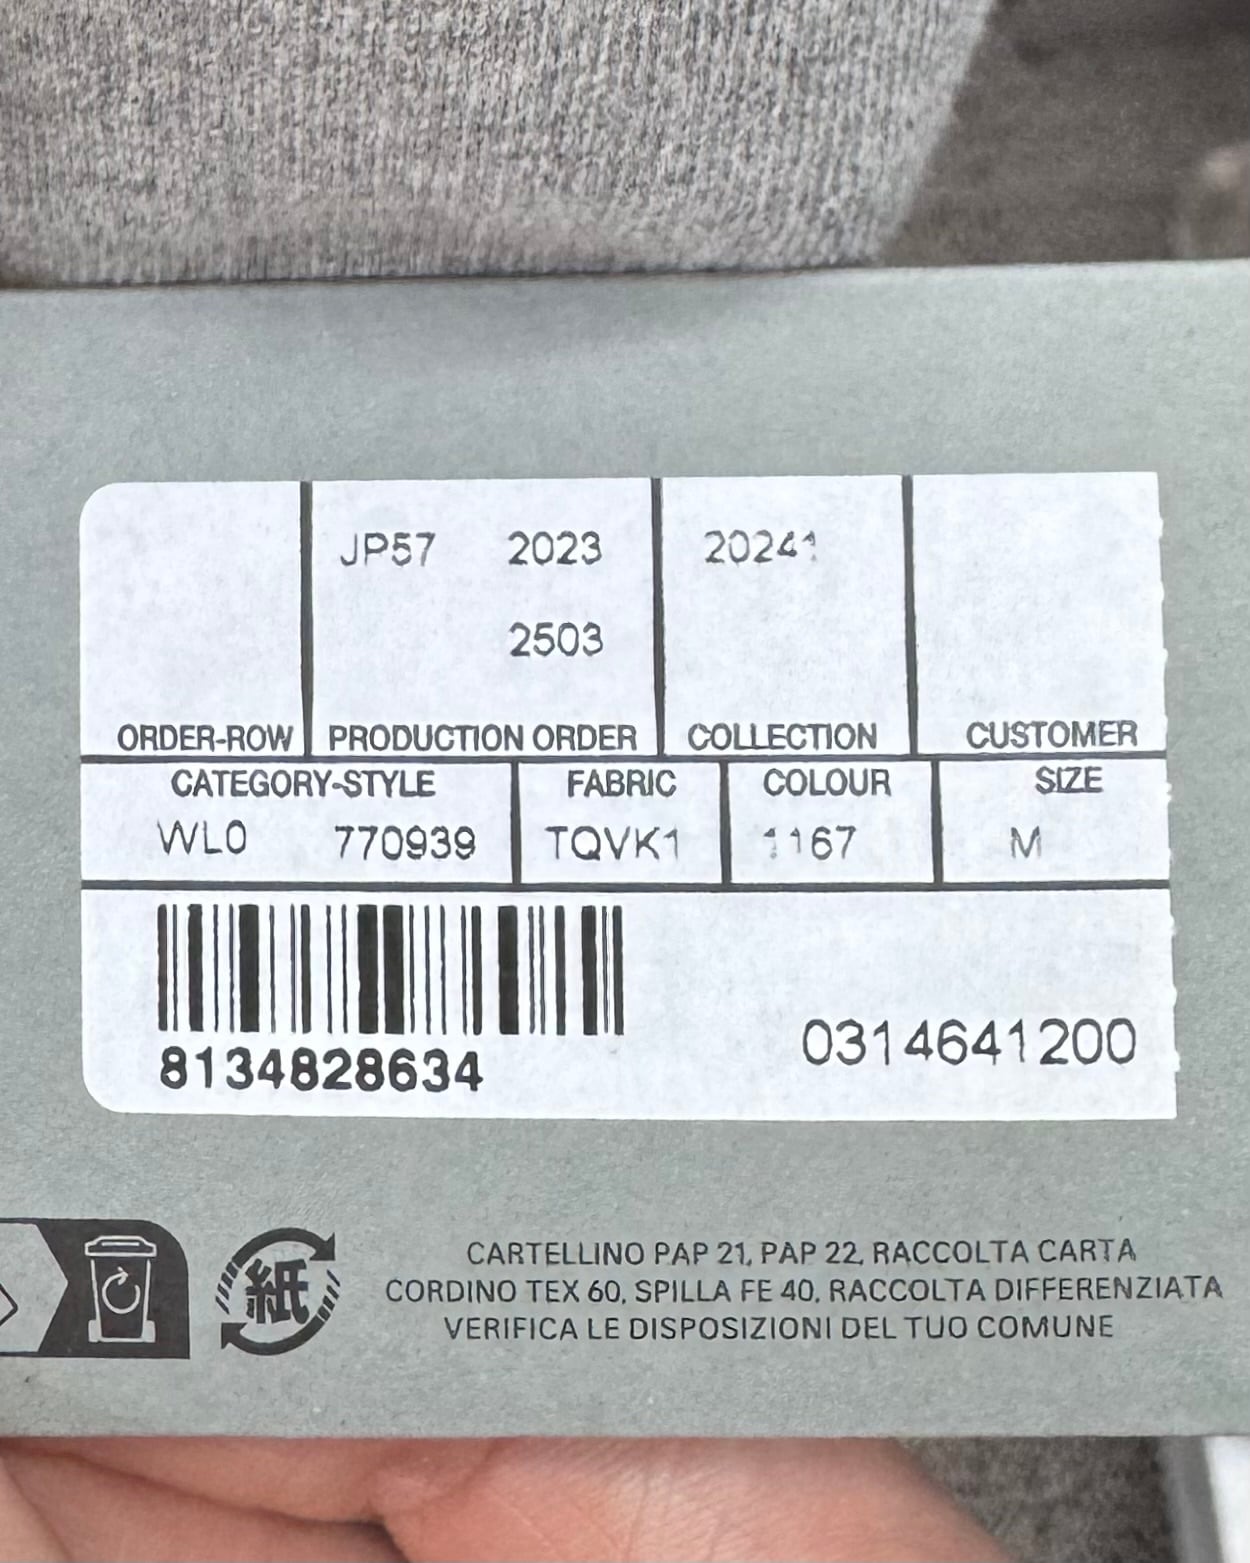 JP57 2023 20241
2503
ORDER-ROW PRODUCTION ORDER COLLECTION CUSTOMER
CATEGORY-STYLE FABRIC COLOUR SIZE
WL0 770939 TQVK1 1167 M
8134828634 0314641200
紙
CARTELLINO PAP 21, PAP 22, RACCOLTA CARTA
CORDINO TEX 60, SPILLA FE 40, RACCOLTA DIFFERENZIATA
VERIFICA LE DISPOSIZIONI DEL TUO COMUNE